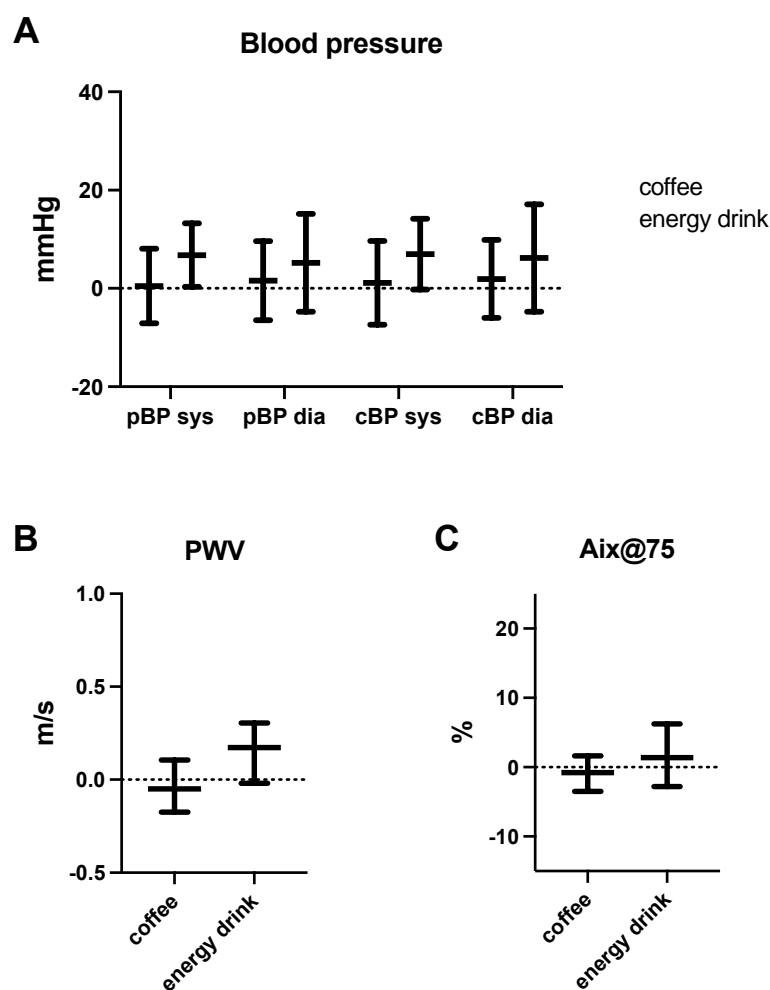 A
Blood pressure
40
20
0
-20
mmHg
pBP sys pBP dia cBP sys cBP dia
coffee
energy drink
B
PWV
1.0
0.5
0.0
-0.5
m/s
coffee
energy drink
C
Aix@75
20
10
0
-10
%
coffee
energy drink